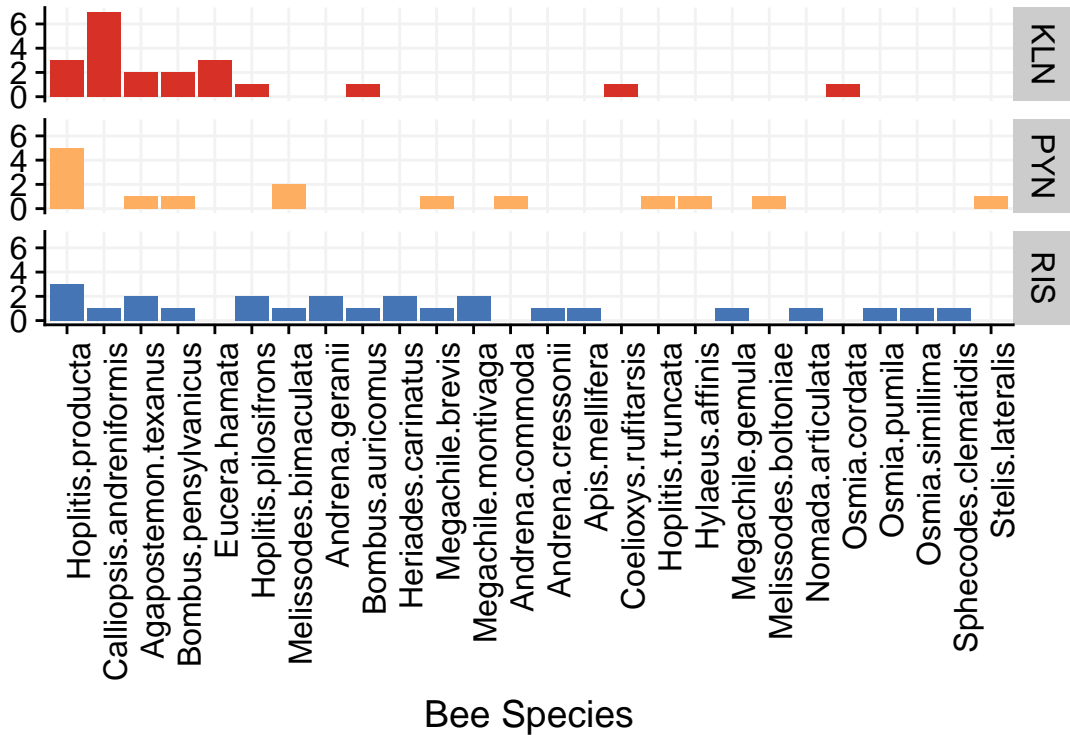 6
4
2
0
KLN
6
4
2
0
PYN
6
4
2
0
RIS
Hoplitis.producta
Calliopsis.andreniformis
Agapostemon.texanus
Bombus.pensylvanicus
Eucera.hamata
Hoplitis.pilosifrons
Melissodes.bimaculata
Andrena.geranii
Bombus.auricomus
Heriades.carinatus
Megachile.brevis
Megachile.montivaga
Andrena.commoda
Andrena.cressonii
Apis.mellifera
Coelioxys.rufitarsis
Hoplitis.truncata
Hylaeus.affinis
Megachile.gemula
Melissodes.boltoniae
Nomada.articulata
Osmia.cordata
Osmia.pumila
Osmia.simillima
Sphecodes.clematidis
Stelis.lateralis
Bee Species